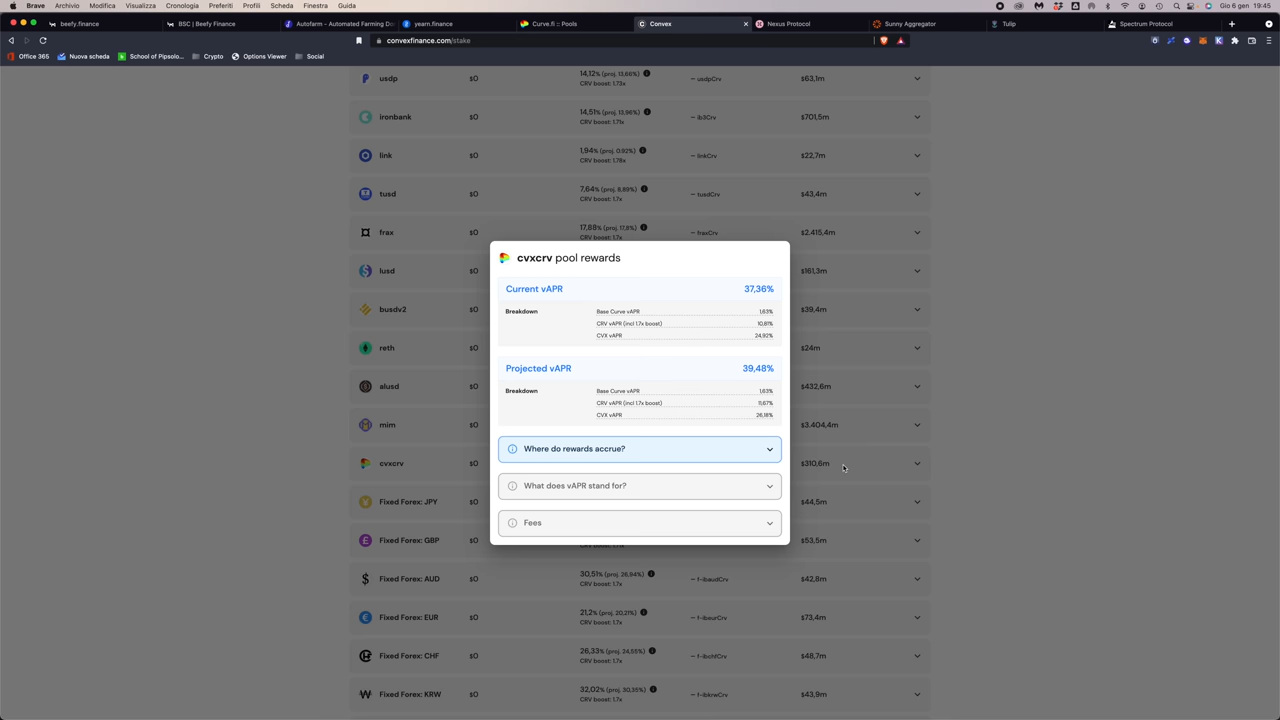 Brave Archivio Modifica Visualizza Cronologia Preferiti Profili Scheda Finestra Guida Gio 6 gen 19:45
beefy.finance BSC | Beefy Finance Autofarm - Automated Farming Do yearn.finance Curve.fi :: Pools Convex Nexus Protocol Sunny Aggregator Tulip Spectrum Protocol
convexfinance.com/stake
Office 365 Nuova scheda School of Pipsolo... Crypto Options Viewer Social
usdp $0 14,12% (proj. 13,66%) — usdpCrv $63,1m
CRV boost: 1.73x
ironbank $0 14,51% (proj. 13,96%) — ib3Crv $701,5m
CRV boost: 1.71x
link $0 1,94% (proj. 0,92%) — linkCrv $22,7m
CRV boost: 1.78x
tusd $0 7,64% (proj. 8,89%) — tusdCrv $43,4m
CRV boost: 1.7x
frax $0 17,88% (proj. 17,8%) — fraxCrv $2.415,4m
CRV boost: 1.7x
lusd $0 $161,3m
busdv2 $0 $39,4m
reth $0 $24m
alusd $0 $432,6m
mim $0 $3.404,4m
cvxcrv $0 $310,6m
Fixed Forex: JPY $0 $44,5m
Fixed Forex: GBP $0 $53,5m
Fixed Forex: AUD $0 30,51% (proj. 26,94%) — f-ibaudCrv $42,8m
CRV boost: 1.7x
Fixed Forex: EUR $0 21,2% (proj. 20,21%) — f-ibeurCrv $73,4m
CRV boost: 1.7x
Fixed Forex: CHF $0 26,33% (proj. 24,55%) — f-ibchfCrv $48,7m
CRV boost: 1.7x
Fixed Forex: KRW $0 32,02% (proj. 30,35%) — f-ibkrwCrv $43,9m
CRV boost: 1.7x
cvxcrv pool rewards
Current vAPR 37,36%
Breakdown Base Curve vAPR 1,63%
CRV vAPR (incl 1.7x boost) 10,81%
CVX vAPR 24,92%
Projected vAPR 39,48%
Breakdown Base Curve vAPR 1,63%
CRV vAPR (incl 1.7x boost) 11,67%
CVX vAPR 26,18%
Where do rewards accrue?
What does vAPR stand for?
Fees